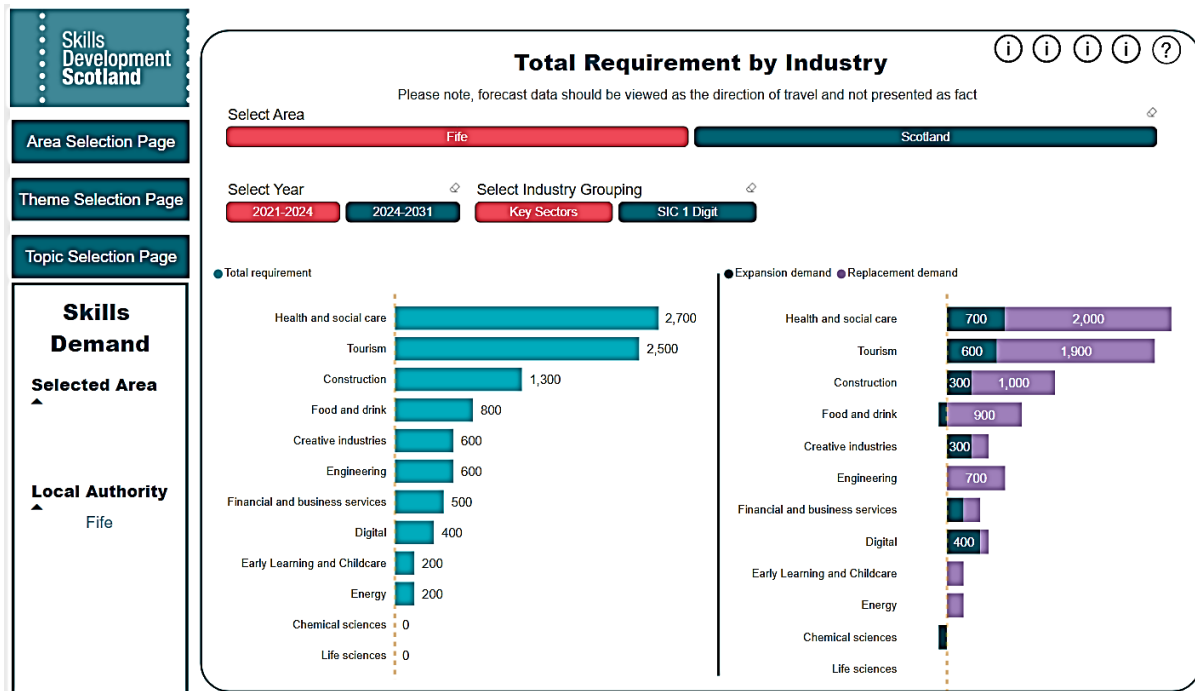 Skills
Development
Scotland
Area Selection Page
Theme Selection Page
Topic Selection Page
Skills
Demand
Selected Area
Local Authority
Fife
i i i i ?
Total Requirement by Industry
Please note, forecast data should be viewed as the direction of travel and not presented as fact
Select Area
Fife Scotland
Select Year Select Industry Grouping
2021-2024 2024-2031 Key Sectors SIC 1 Digit
Total requirement
Health and social care 2,700
Tourism 2,500
Construction 1,300
Food and drink 800
Creative industries 600
Engineering 600
Financial and business services 500
Digital 400
Early Learning and Childcare 200
Energy 200
Chemical sciences 0
Life sciences 0
Expansion demand Replacement demand
Health and social care 700 2,000
Tourism 600 1,900
Construction 300 1,000
Food and drink 900
Creative industries 300
Engineering 700
Financial and business services
Digital 400
Early Learning and Childcare
Energy
Chemical sciences
Life sciences